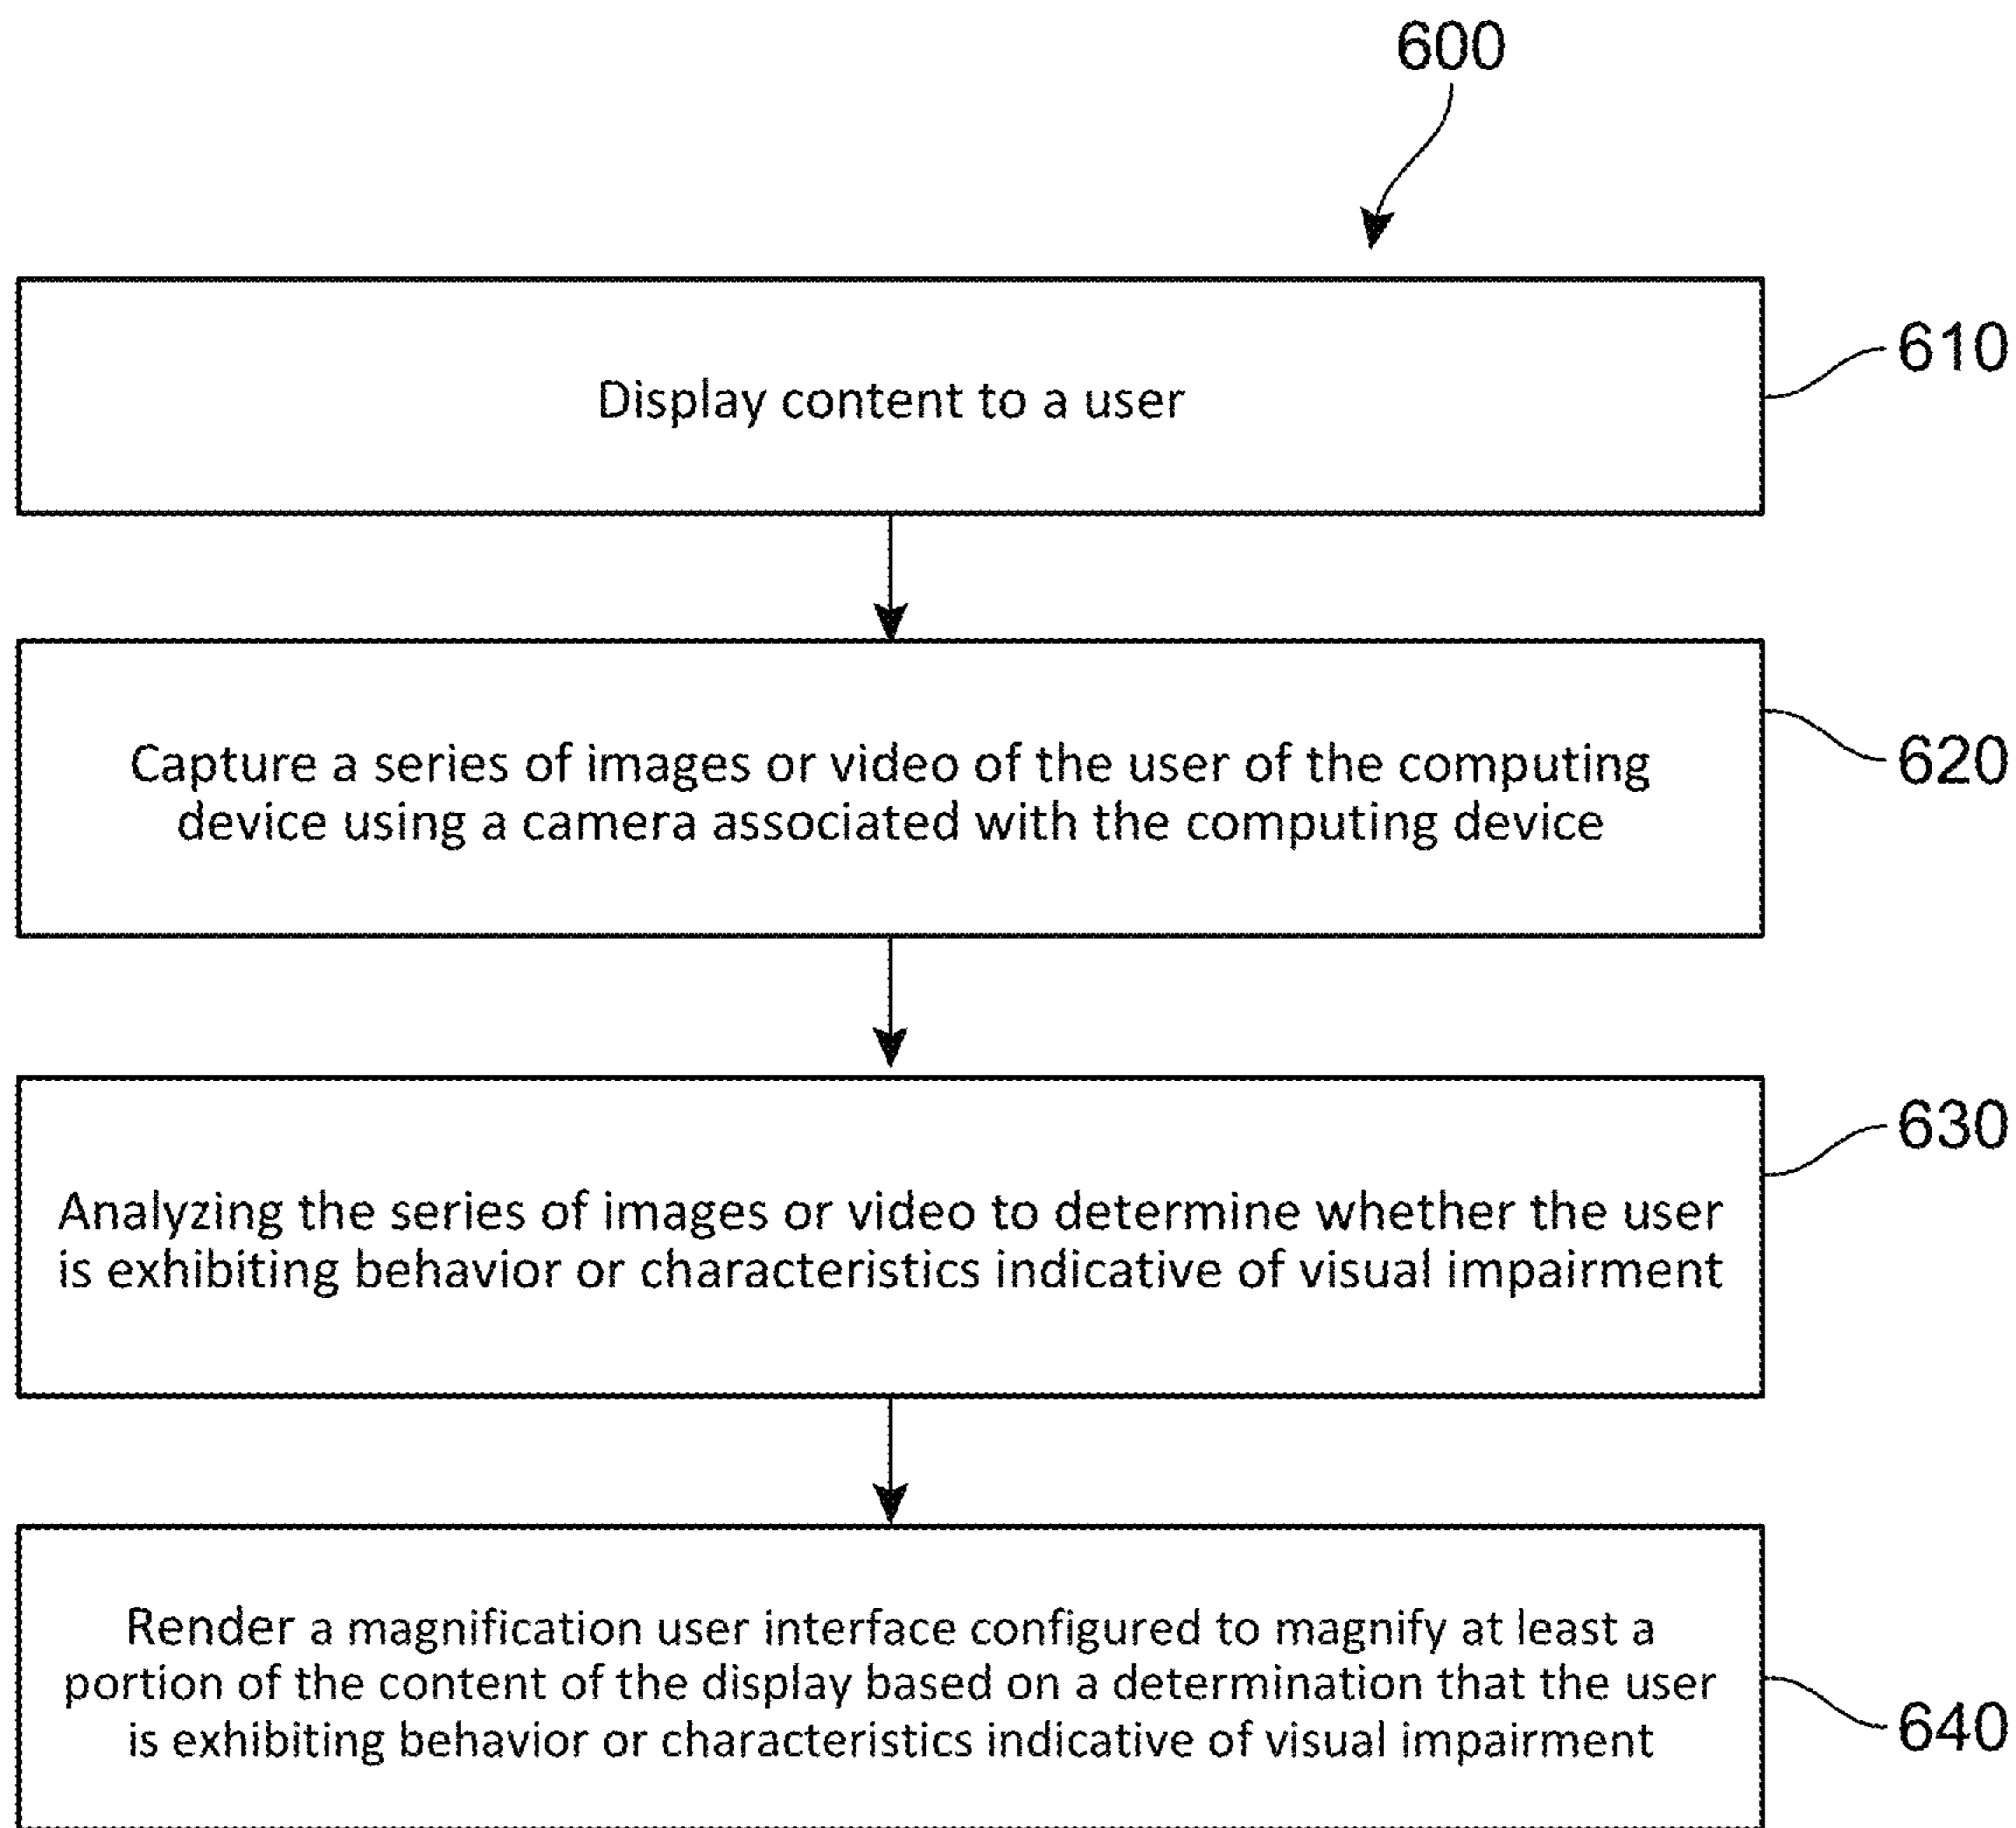 600
Display content to a user
610
Capture a series of images or video of the user of the computing
device using a camera associated with the computing device
620
Analyzing the series of images or video to determine whether the user
is exhibiting behavior or characteristics indicative of visual impairment
630
Render a magnification user interface configured to magnify at least a
portion of the content of the display based on a determination that the user
is exhibiting behavior or characteristics indicative of visual impairment
640